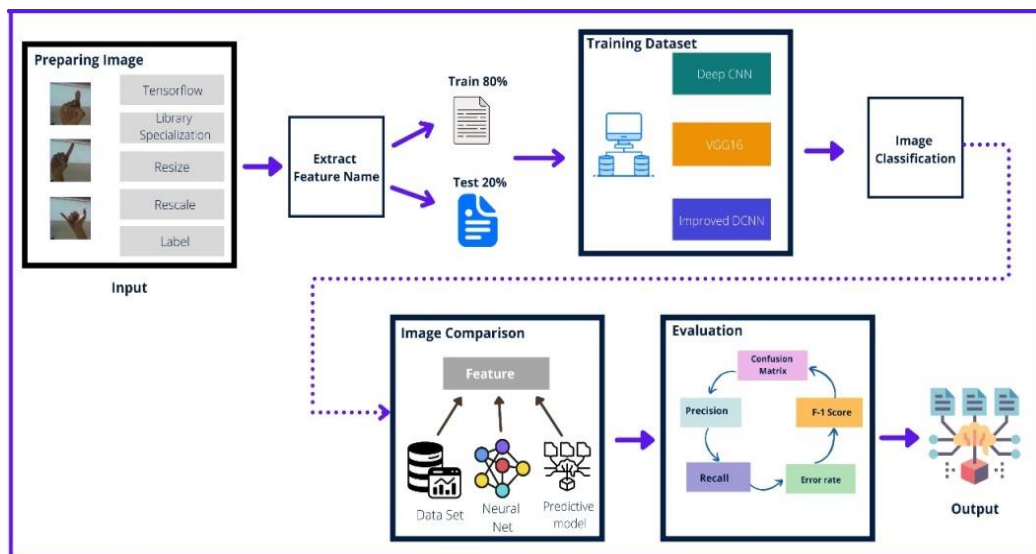 Preparing Image
Tensorflow
Library
Specialization
Resize
Rescale
Label
Input
Extract
Feature Name
Train 80%
Test 20%
Training Dataset
Deep CNN
VGG16
Improved DCNN
Image
Classification
Image Comparison
Feature
Data Set
Neural
Net
Predictive
model
Evaluation
Confusion
Matrix
Precision
F-1 Score
Recall
Error rate
Output